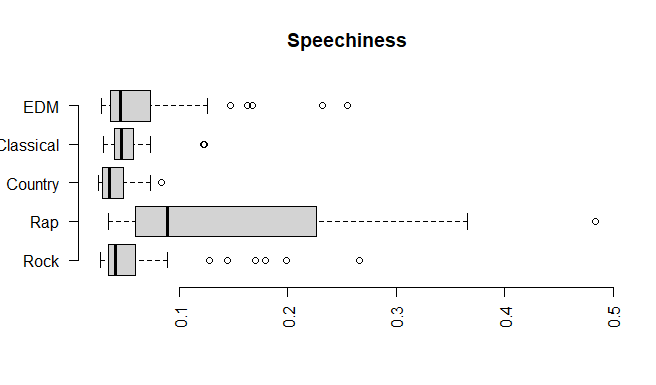 Speechiness
EDM
Classical
Country
Rap
Rock
0.1
0.2
0.3
0.4
0.5